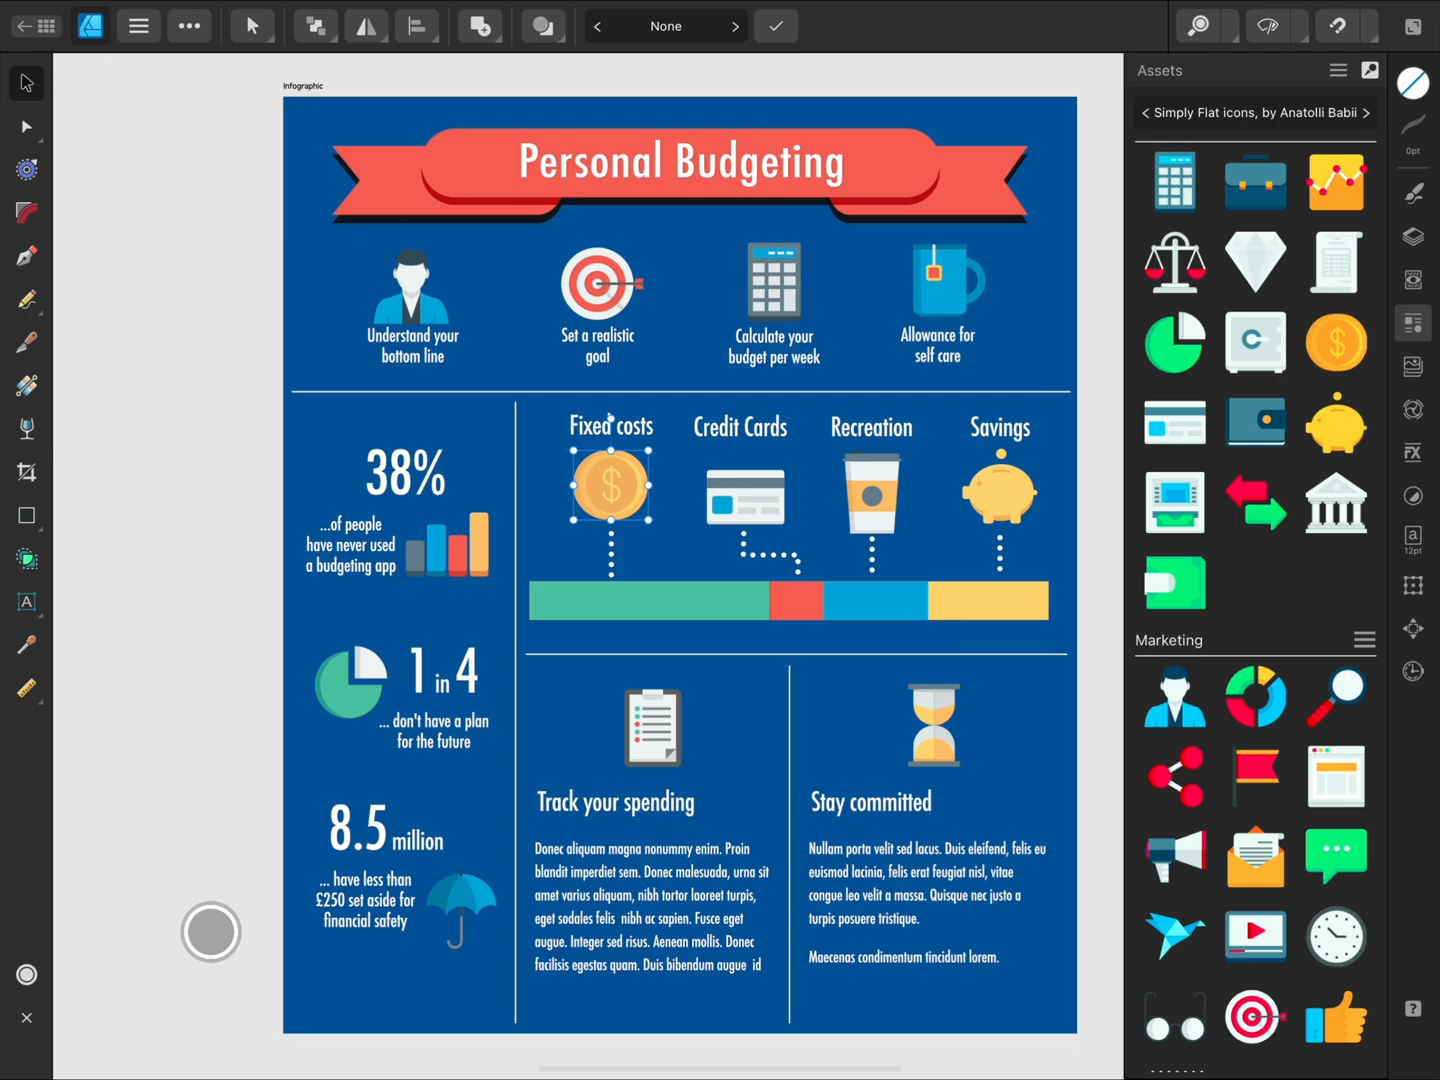 None
Assets
Simply Flat icons, by Anatolli Babii
0pt
Infographic
Personal Budgeting
Understand your
bottom line
Set a realistic
goal
Calculate your
budget per week
Allowance for
self care
Fixed costs
Credit Cards
Recreation
Savings
$
$
38%
...of people
have never used
a budgeting app
FX
a
12pt
A
Marketing
1 in 4
... don't have a plan
for the future
Track your spending
Stay committed
8.5 million
... have less than
£250 set aside for
financial safety
Donec aliquam magna nonummy enim. Proin
blandit imperdiet sem. Donec malesuada, urna sit
amet varius aliquam, nibh tortor laoreet turpis,
eget sodales felis nibh ac sapien. Fusce eget
augue. Integer sed risus. Aenean mollis. Donec
facilisis egestas quam. Duis bibendum augue id
Nullam porta velit sed lacus. Duis eleifend, felis eu
euismod lacinia, felis erat feugiat nisl, vitae
congue leo velit a massa. Quisque nec justo a
turpis posuere tristique.
Maecenas condimentum tincidunt lorem.
?